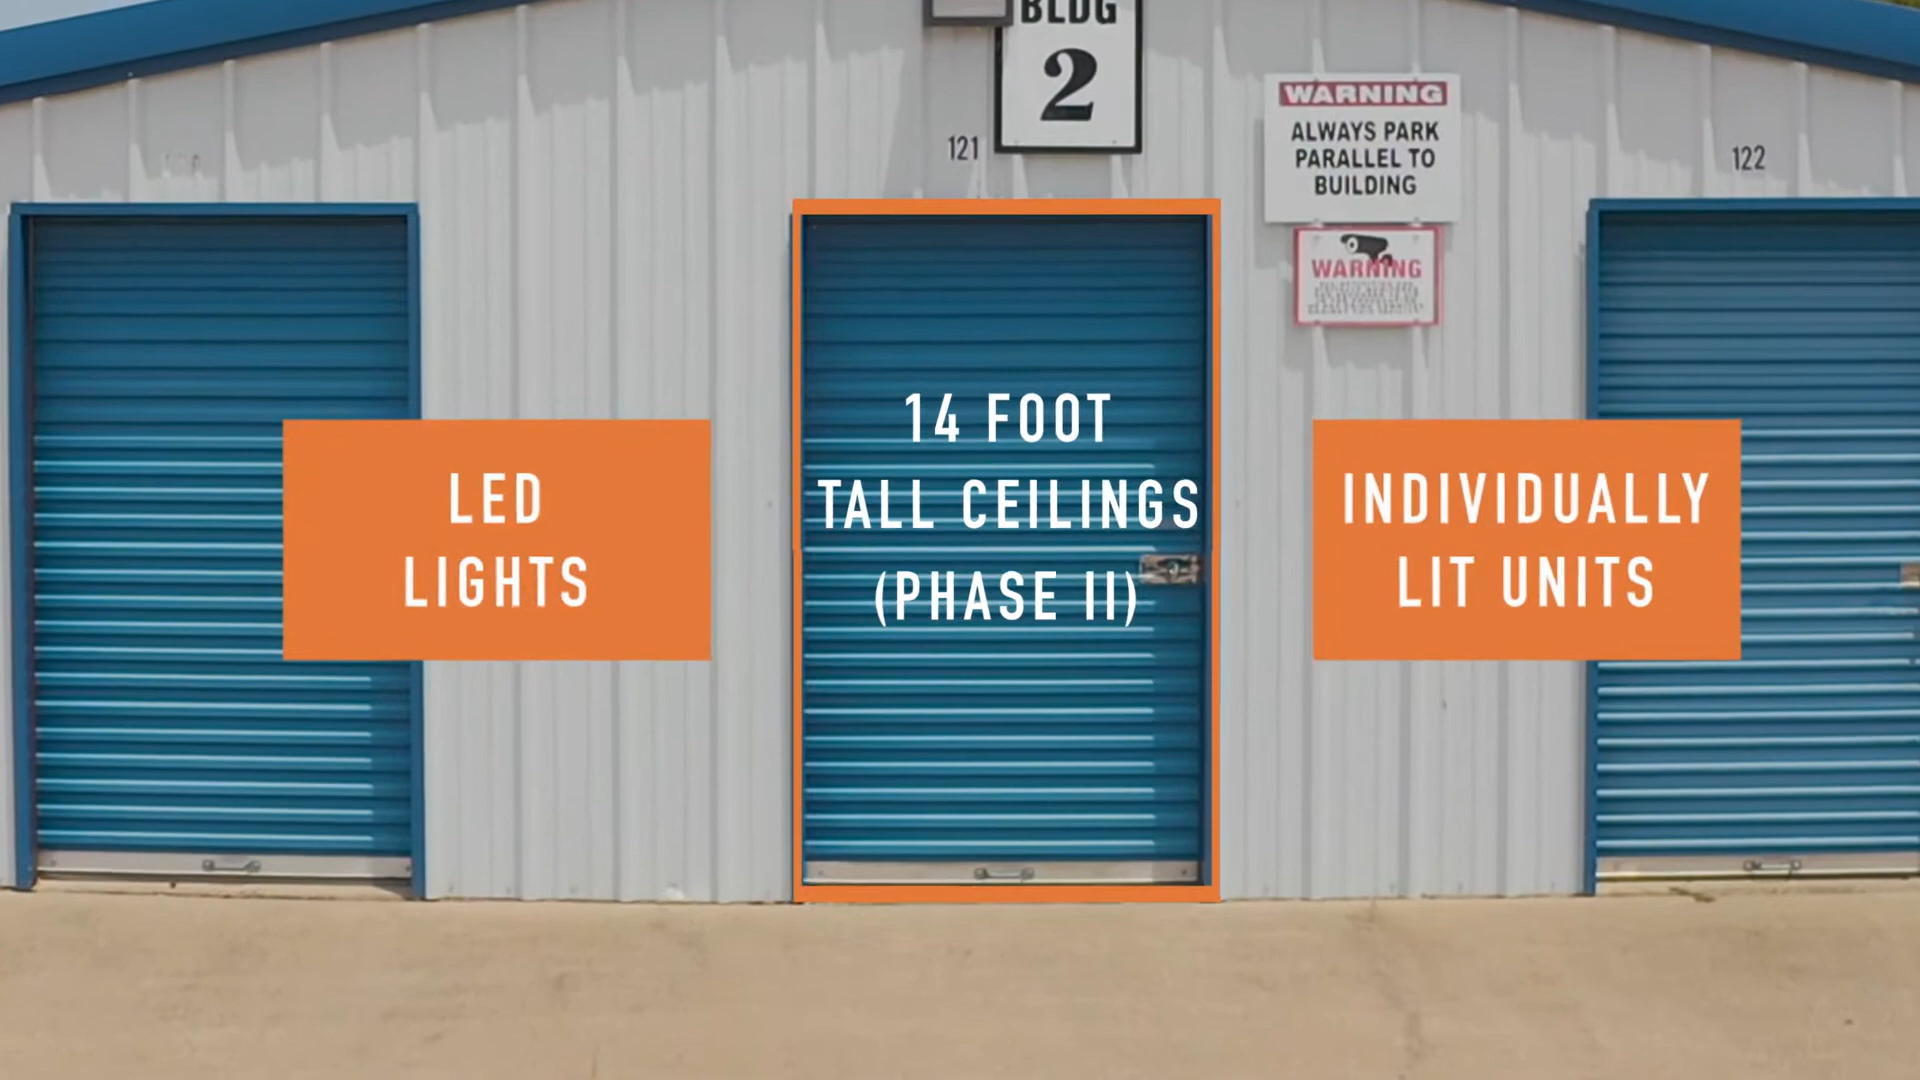 BLDG
2
121
122
WARNING
ALWAYS PARK
PARALLEL TO
BUILDING
WARNING
LED
LIGHTS
14 FOOT
TALL CEILINGS
(PHASE II)
INDIVIDUALLY
LIT UNITS